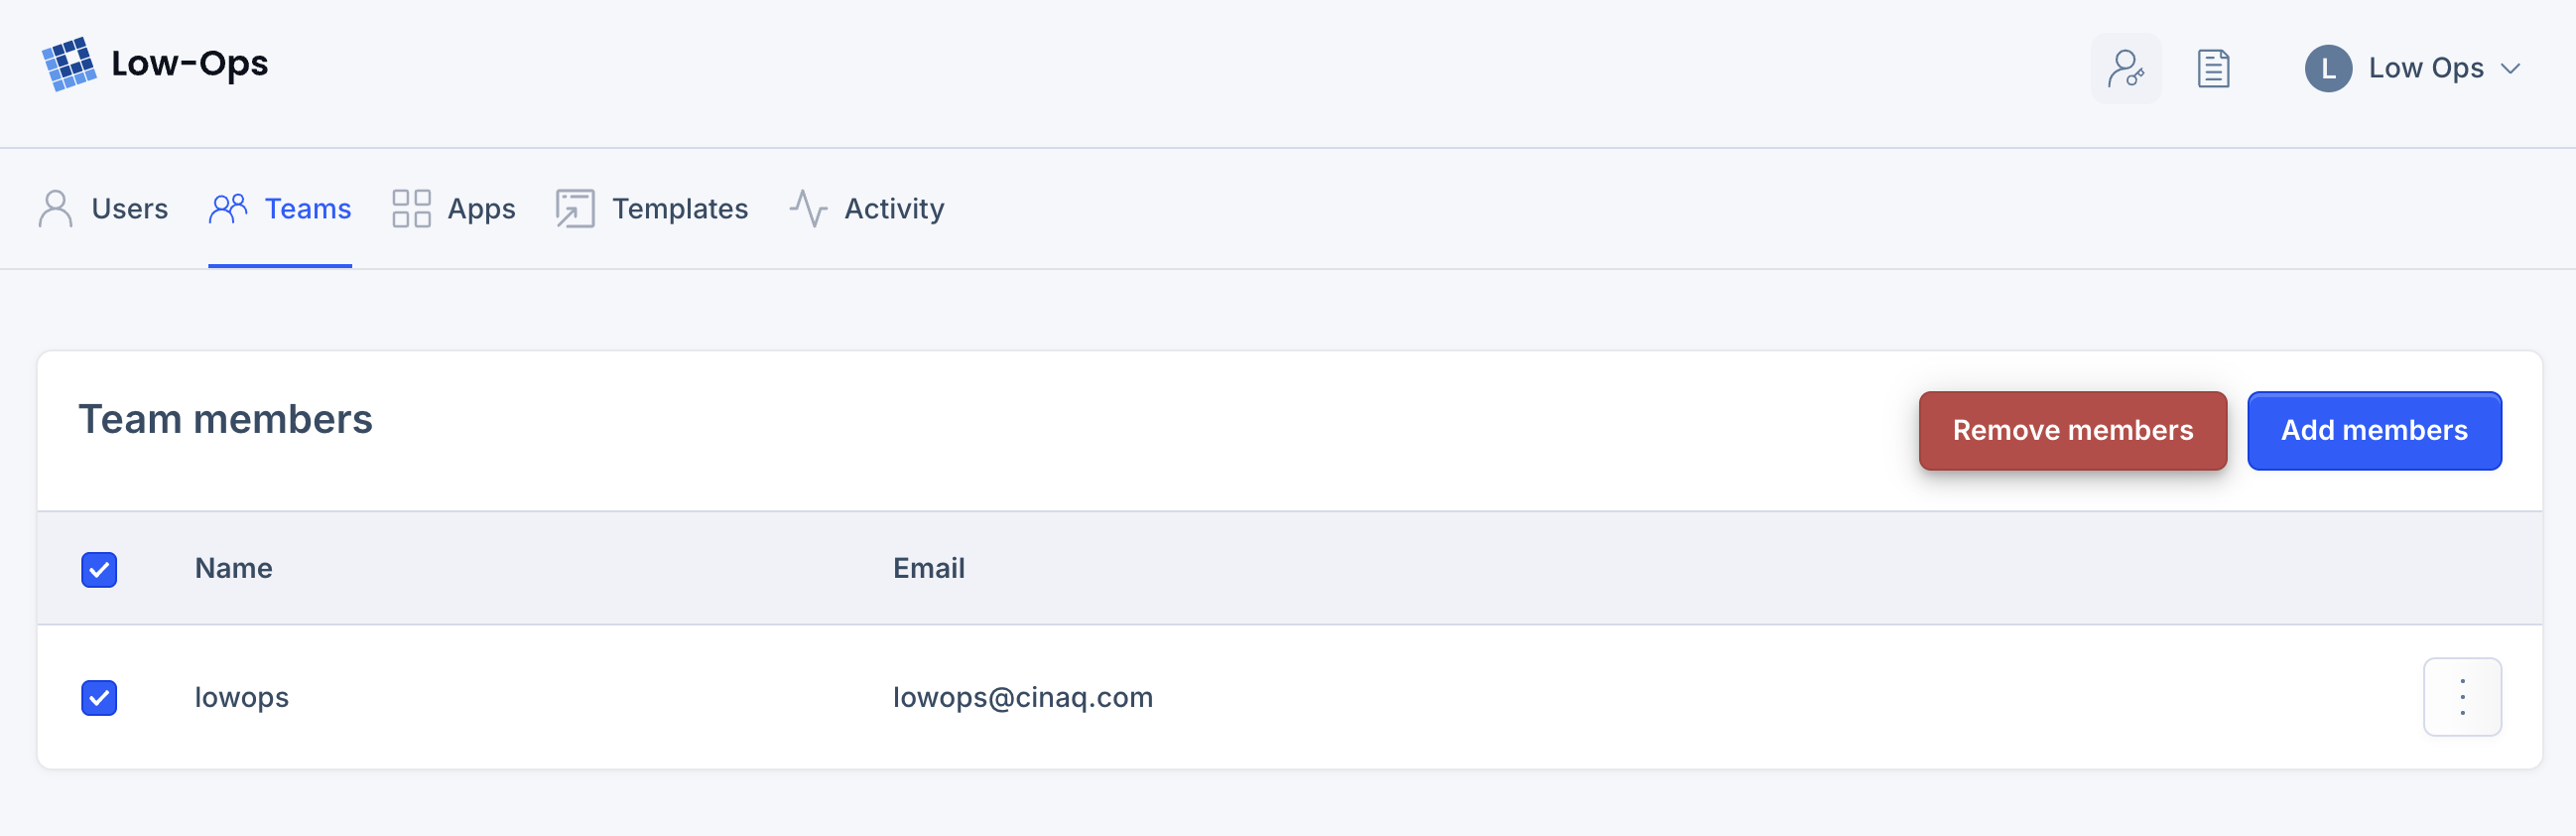 Low-Ops
L Low Ops
Users Teams Apps Templates Activity
Team members Remove members Add members
Name Email
lowops lowops@cinaq.com